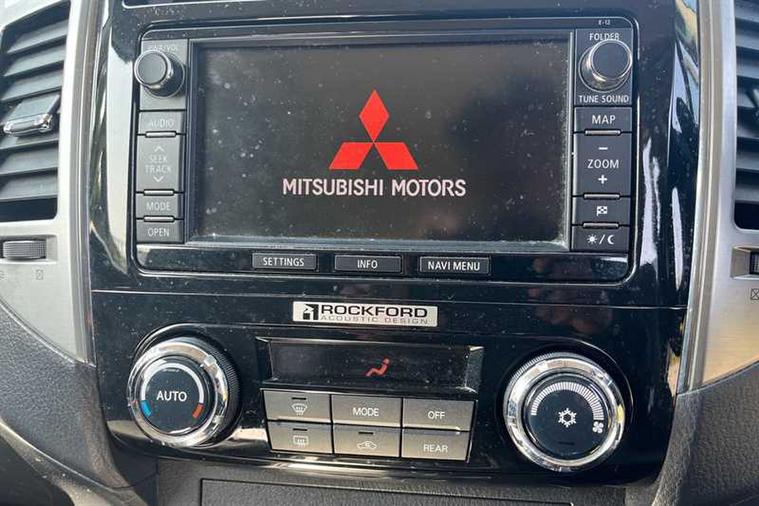 E-12
PWR/VOL
FOLDER
TUNE SOUND
AUDIO
MAP
SEEK
TRACK
−
ZOOM
+
MODE
OPEN
MITSUBISHI MOTORS
SETTINGS
INFO
NAVI MENU
ROCKFORD
ACOUSTIC DESIGN
AUTO
MODE
OFF
REAR